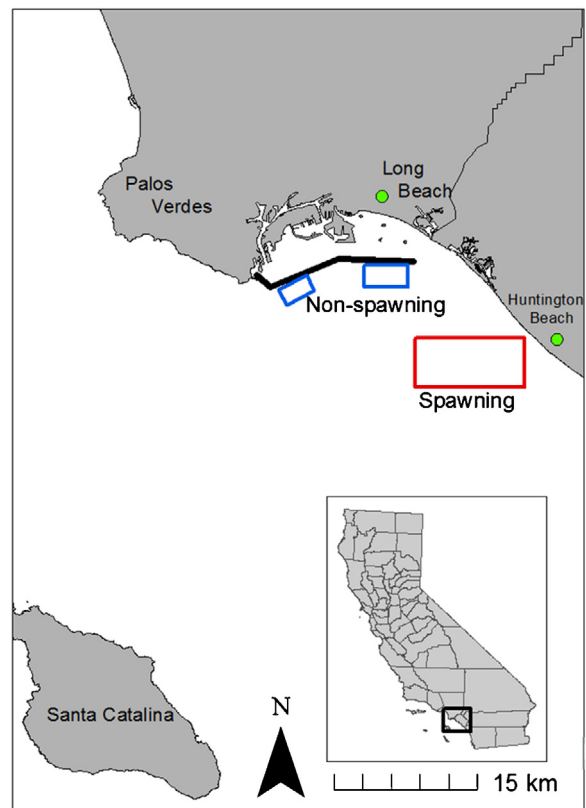 Long
Beach
Palos
Verdes
Non-spawning
Huntington
Beach
Spawning
Santa Catalina
N
15 km